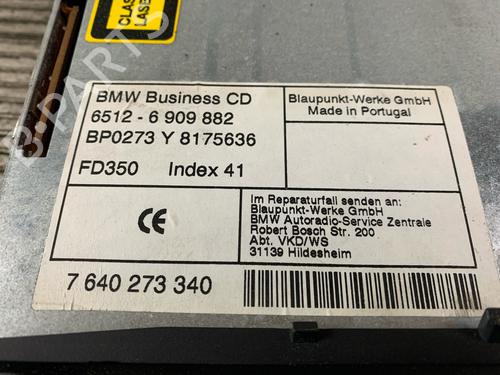 CLASS
LASER
BMW Business CD
6512 - 6 909 882
BP0273 Y 8175636
FD350 Index 41
Blaupunkt-Werke GmbH
Made in Portugal
CE
Im Reparaturfall senden an:
Blaupunkt-Werke GmbH
BMW Autoradio-Service Zentrale
Robert Bosch Str. 200
Abt. VKD/WS
31139 Hildesheim
7 640 273 340
B-PARTS